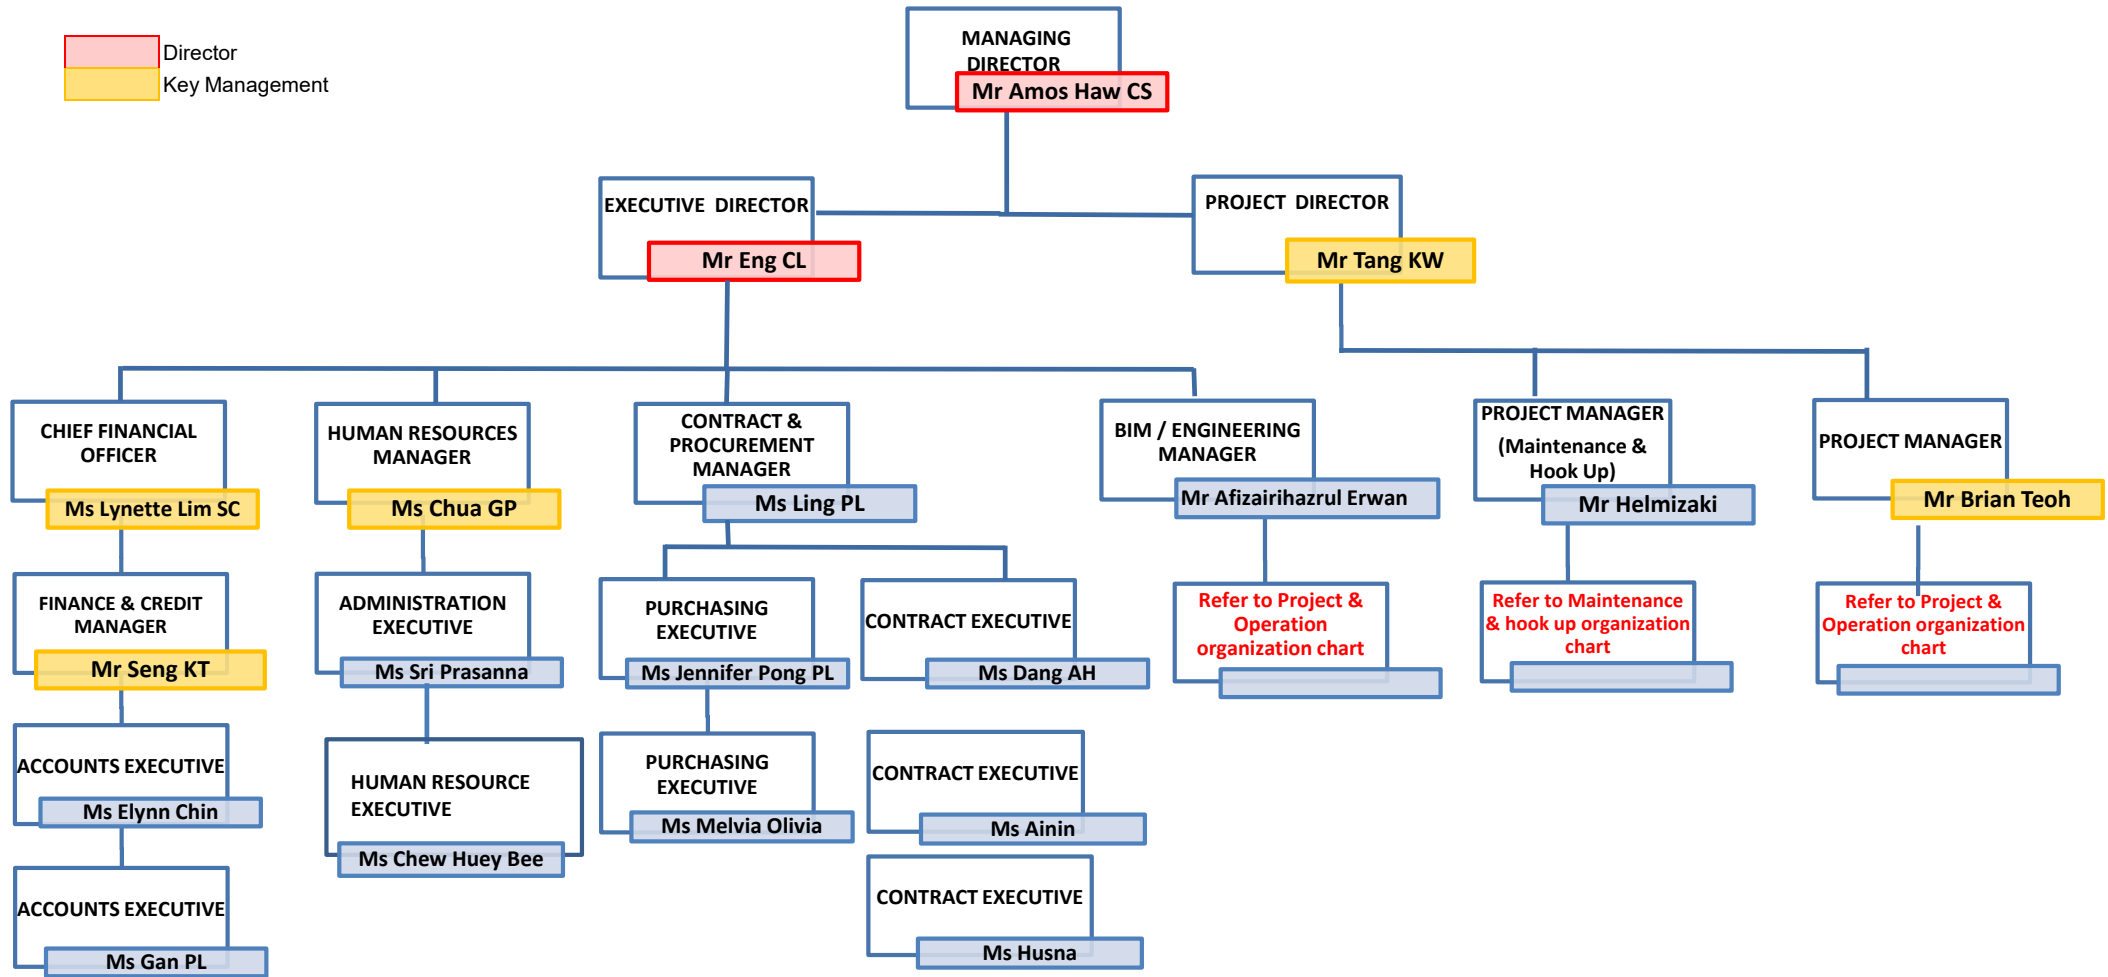 Director
Key Management
MANAGING
DIRECTOR
Mr Amos Haw CS
EXECUTIVE DIRECTOR
Mr Eng CL
PROJECT DIRECTOR
Mr Tang KW
CHIEF FINANCIAL
OFFICER
Ms Lynette Lim SC
HUMAN RESOURCES
MANAGER
Ms Chua GP
CONTRACT &
PROCUREMENT
MANAGER
Ms Ling PL
BIM / ENGINEERING
MANAGER
Mr Afizairihazrul Erwan
PROJECT MANAGER
(Maintenance &
Hook Up)
Mr Helmizaki
PROJECT MANAGER
Mr Brian Teoh
FINANCE & CREDIT
MANAGER
Mr Seng KT
ADMINISTRATION
EXECUTIVE
Ms Sri Prasanna
PURCHASING
EXECUTIVE
Ms Jennifer Pong PL
CONTRACT EXECUTIVE
Ms Dang AH
Refer to Project &
Operation
organization chart
Refer to Maintenance
& hook up organization
chart
Refer to Project &
Operation organization
chart
ACCOUNTS EXECUTIVE
Ms Elynn Chin
HUMAN RESOURCE
EXECUTIVE
Ms Chew Huey Bee
PURCHASING
EXECUTIVE
Ms Melvia Olivia
CONTRACT EXECUTIVE
Ms Ainin
ACCOUNTS EXECUTIVE
Ms Gan PL
CONTRACT EXECUTIVE
Ms Husna